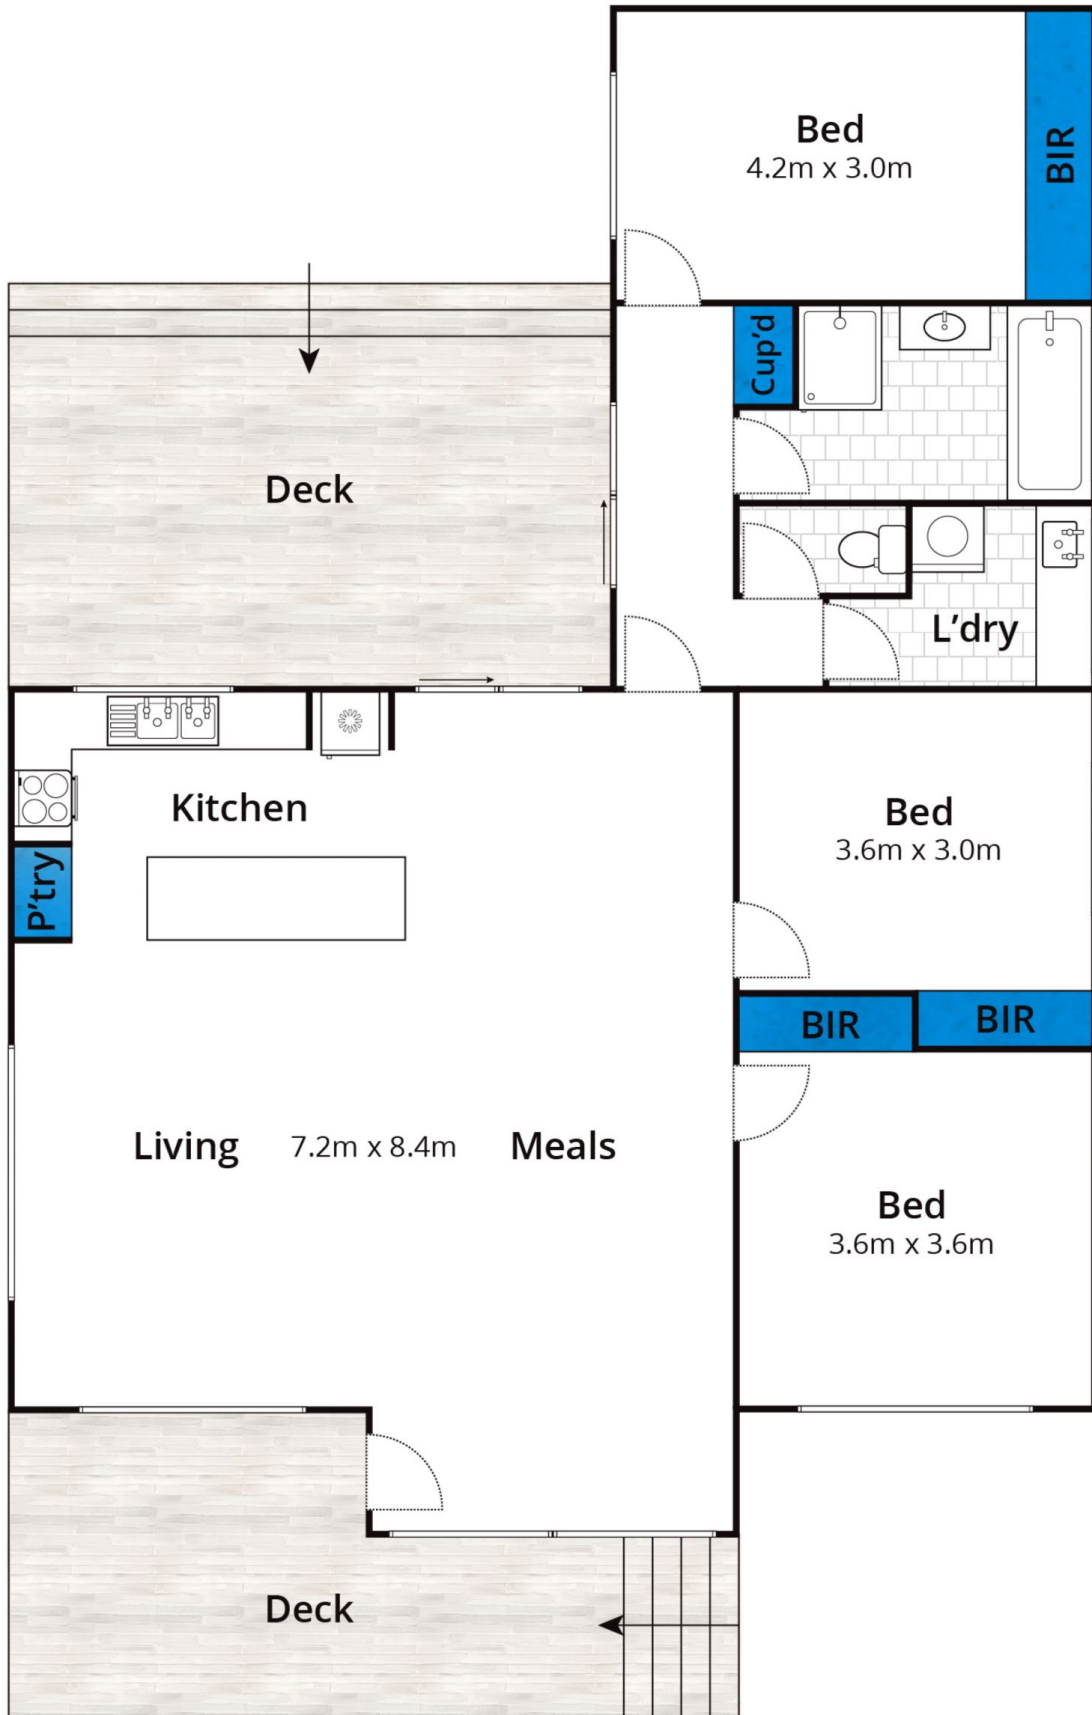 Bed
4.2m x 3.0m
BIR
Cup'd
Deck
L'dry
Kitchen
Bed
3.6m x 3.0m
P'try
BIR
BIR
Living 7.2m x 8.4m Meals
Bed
3.6m x 3.6m
Deck